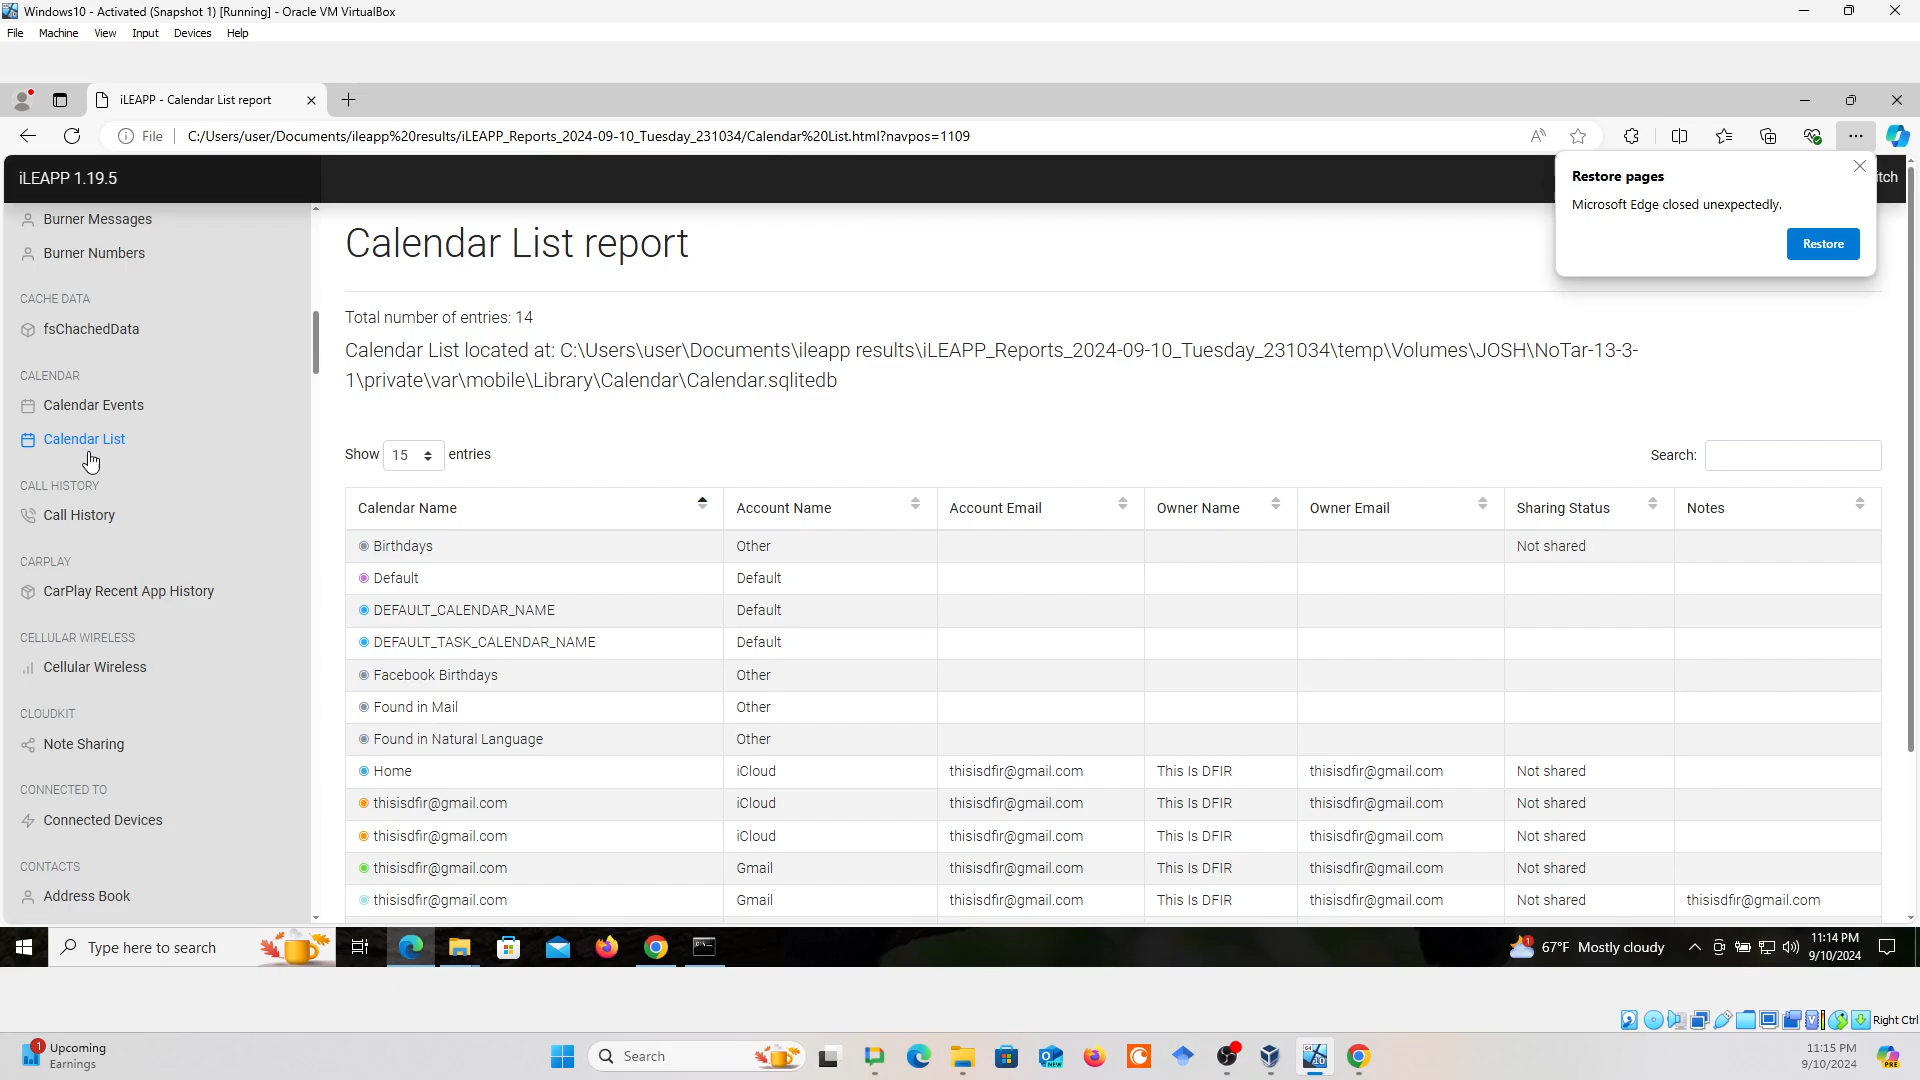 Windows10 - Activated (Snapshot 1) [Running] - Oracle VM VirtualBox
File Machine View Input Devices Help
iLEAPP - Calendar List report
File C:/Users/user/Documents/ileapp%20results/iLEAPP_Reports_2024-09-10_Tuesday_231034/Calendar%20List.html?navpos=1109
iLEAPP 1.19.5
itch
Restore pages
Microsoft Edge closed unexpectedly.
Restore
Burner Messages
Burner Numbers
CACHE DATA
fsChachedData
CALENDAR
Calendar Events
Calendar List
CALL HISTORY
Call History
CARPLAY
CarPlay Recent App History
CELLULAR WIRELESS
Cellular Wireless
CLOUDKIT
Note Sharing
CONNECTED TO
Connected Devices
CONTACTS
Address Book
Calendar List report
Total number of entries: 14
Calendar List located at: C:\Users\user\Documents\ileapp results\iLEAPP_Reports_2024-09-10_Tuesday_231034\temp\Volumes\JOSH\NoTar-13-3-
1\private\var\mobile\Library\Calendar\Calendar.sqlitedb
Show 15 entries Search:
Calendar Name Account Name Account Email Owner Name Owner Email Sharing Status Notes
Birthdays Other Not shared
Default Default
DEFAULT_CALENDAR_NAME Default
DEFAULT_TASK_CALENDAR_NAME Default
Facebook Birthdays Other
Found in Mail Other
Found in Natural Language Other
Home iCloud thisisdfir@gmail.com This Is DFIR thisisdfir@gmail.com Not shared
thisisdfir@gmail.com iCloud thisisdfir@gmail.com This Is DFIR thisisdfir@gmail.com Not shared
thisisdfir@gmail.com iCloud thisisdfir@gmail.com This Is DFIR thisisdfir@gmail.com Not shared
thisisdfir@gmail.com Gmail thisisdfir@gmail.com This Is DFIR thisisdfir@gmail.com Not shared
thisisdfir@gmail.com Gmail thisisdfir@gmail.com This Is DFIR thisisdfir@gmail.com Not shared thisisdfir@gmail.com
Type here to search
67°F Mostly cloudy
11:14 PM
9/10/2024
Right Ctrl
1
Upcoming
Earnings
Search
11:15 PM
9/10/2024